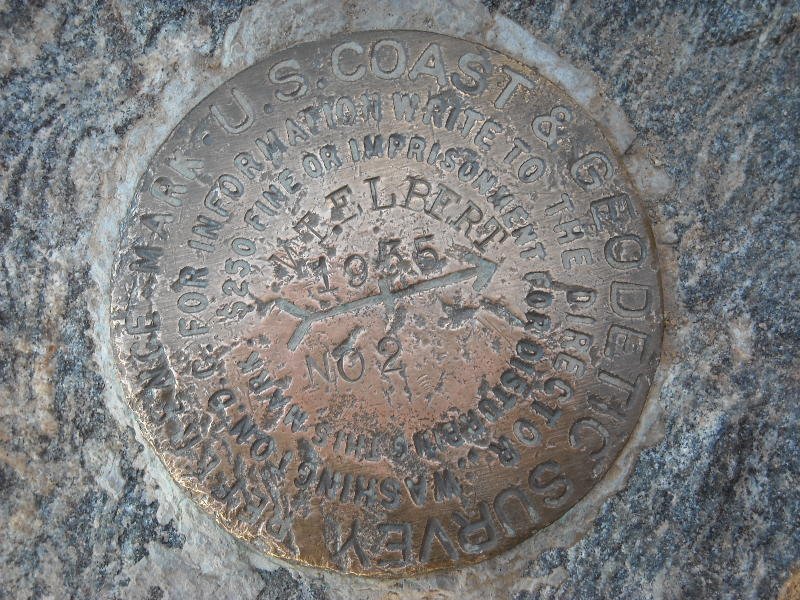 U.S. COAST & GEODETIC SURVEY
REFERENCE MARK
FOR INFORMATION WRITE TO THE DIRECTOR, WASHINGTON, D.C.
$250 FINE OR IMPRISONMENT FOR DISTURBING THIS MARK.
MT ELBERT
1955
NO 2